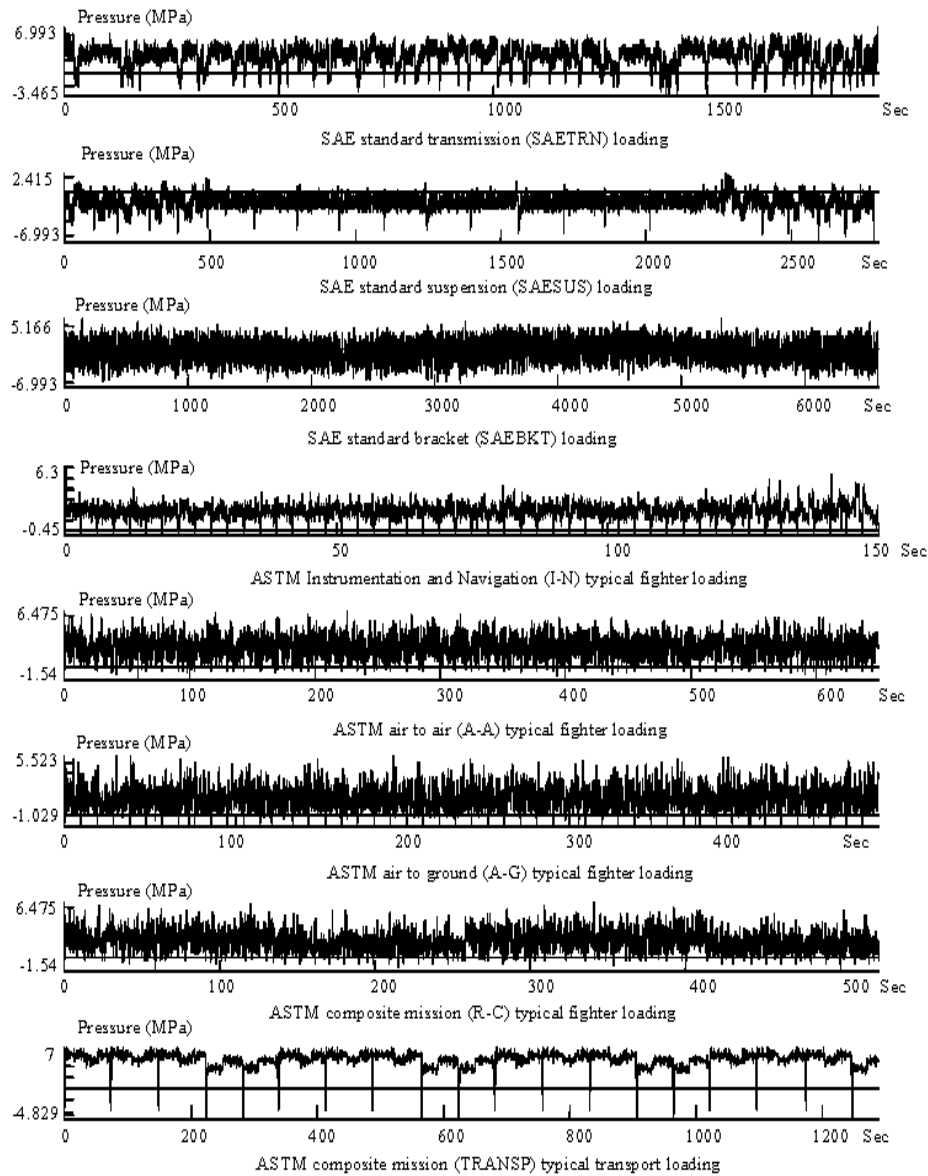 Pressure (MPa)
6.993
-3.465
0 500 1000 1500 Sec
SAE standard transmission (SAETRN) loading
Pressure (MPa)
2.415
-6.993
0 500 1000 1500 2000 2500 Sec
SAE standard suspension (SAESUS) loading
Pressure (MPa)
5.166
-6.993
0 1000 2000 3000 4000 5000 6000 Sec
SAE standard bracket (SAEBKT) loading
Pressure (MPa)
6.3
-0.45
0 50 100 150 Sec
ASTM Instrumentation and Navigation (I-N) typical fighter loading
Pressure (MPa)
6.475
-1.54
0 100 200 300 400 500 600 Sec
ASTM air to air (A-A) typical fighter loading
Pressure (MPa)
5.523
-1.029
0 100 200 300 400 Sec
ASTM air to ground (A-G) typical fighter loading
Pressure (MPa)
6.475
-1.54
0 100 200 300 400 500 Sec
ASTM composite mission (R-C) typical fighter loading
Pressure (MPa)
7
-4.829
0 200 400 600 800 1000 1200 Sec
ASTM composite mission (TRANSP) typical transport loading